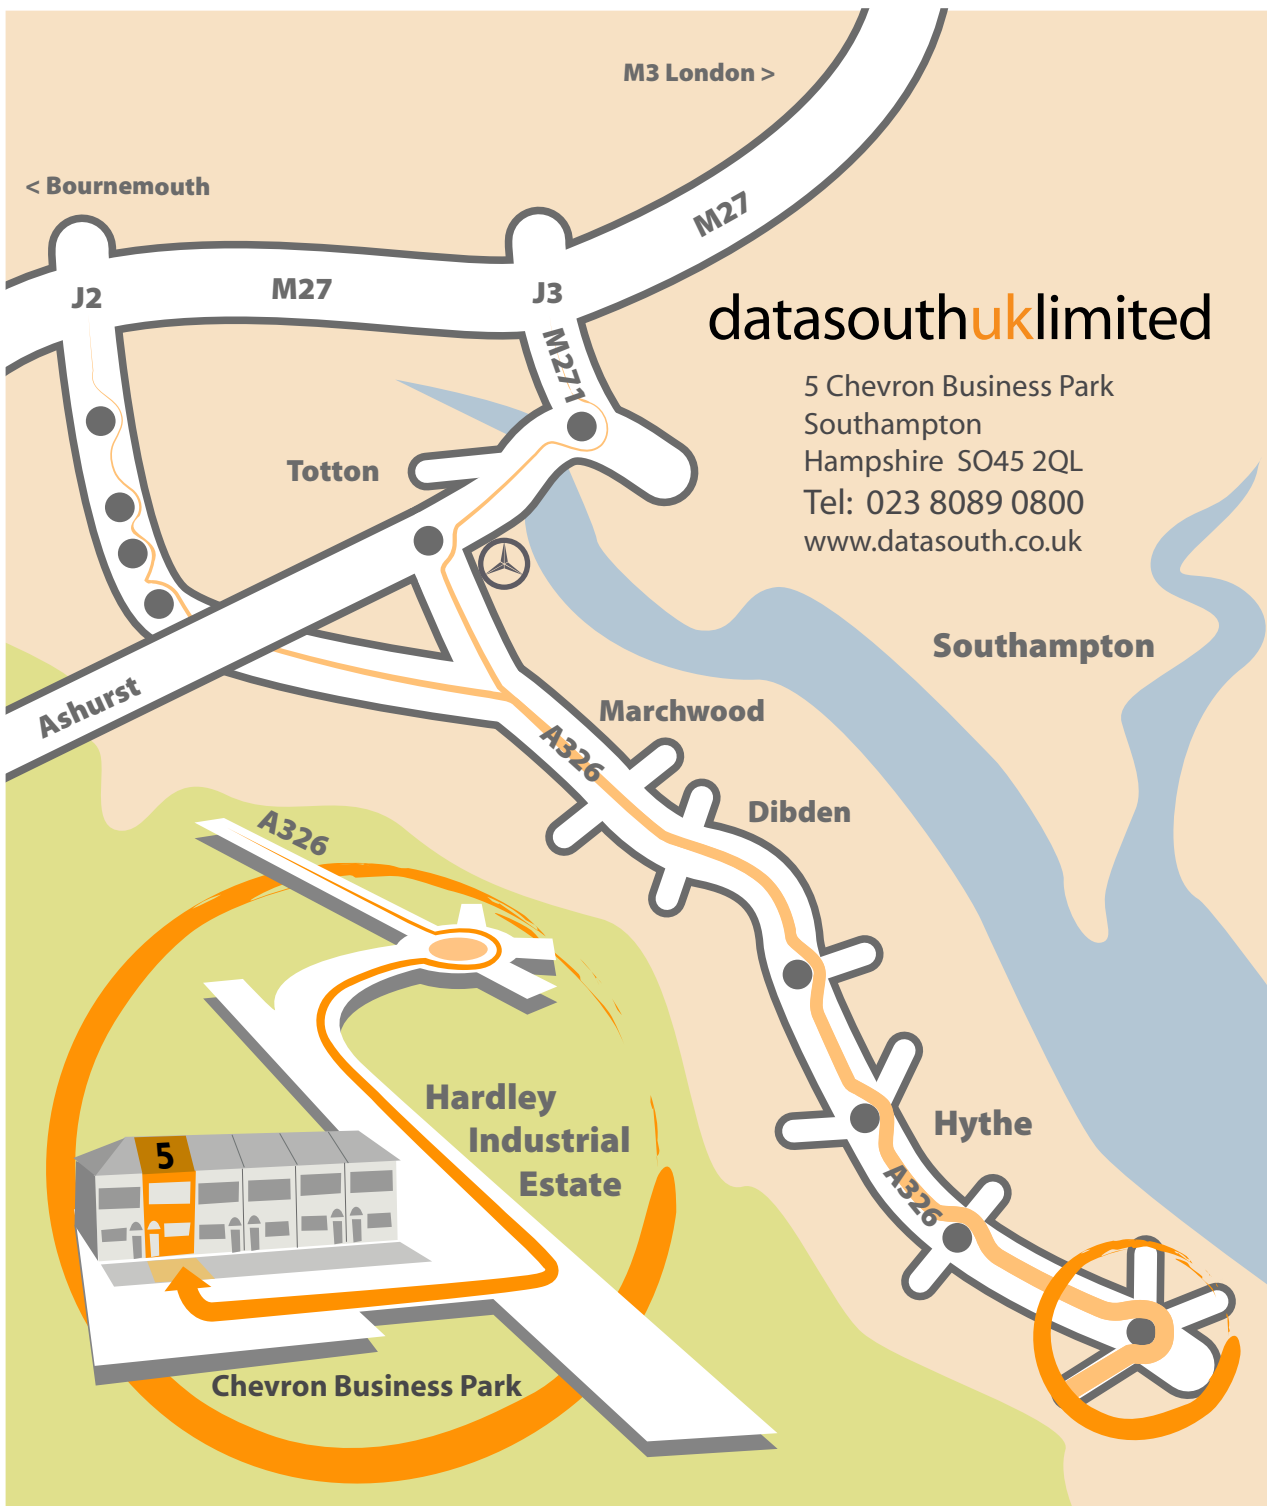 M3 London >
< Bournemouth
M27
J2
M27
J3
M271
datasouthuklimited
5 Chevron Business Park
Southampton
Hampshire  SO45 2QL
Tel:  023 8089 0800
www.datasouth.co.uk
Totton
Southampton
Ashurst
Marchwood
A326
Dibden
A326
Hardley
Industrial
Estate
Hythe
5
A326
Chevron Business Park